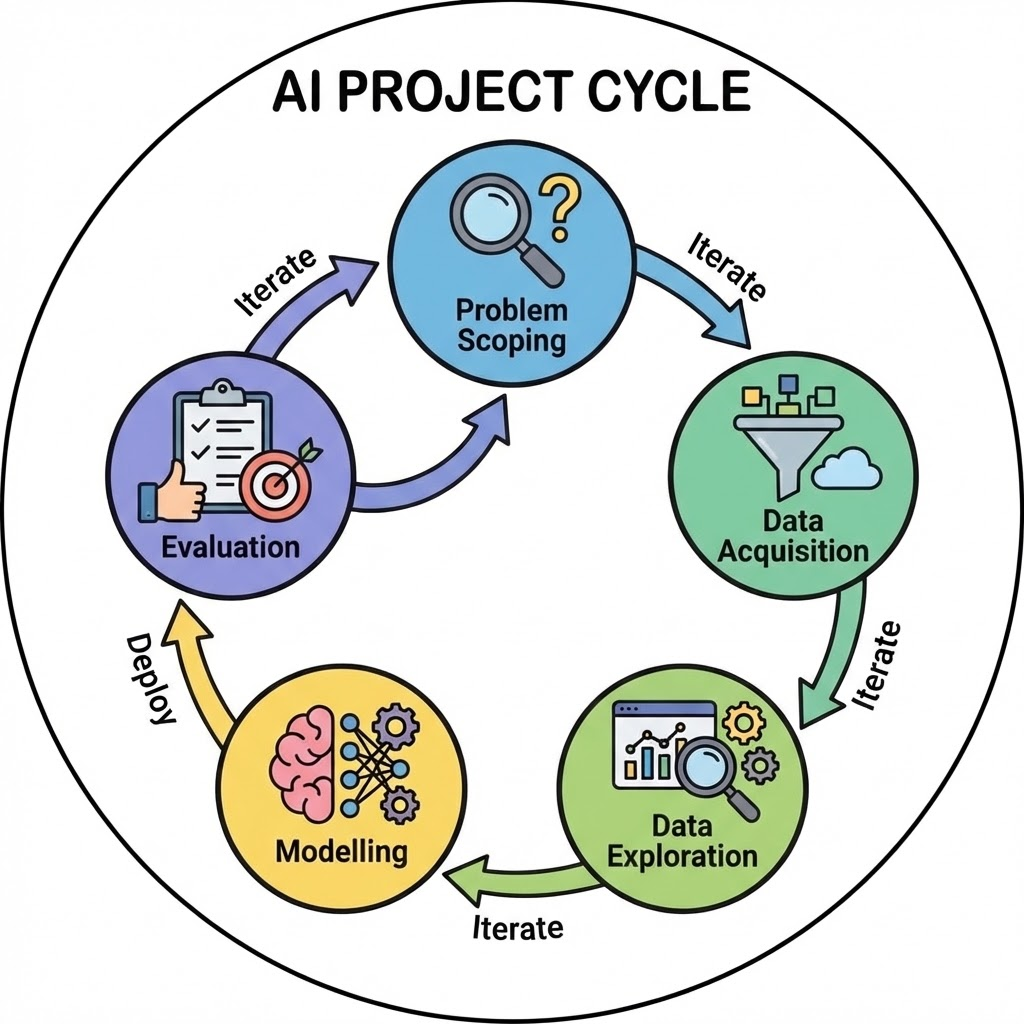 AI PROJECT CYCLE
Problem
Scoping
Iterate
Data
Acquisition
Iterate
Data
Exploration
Iterate
Modelling
Deploy
Evaluation
Iterate